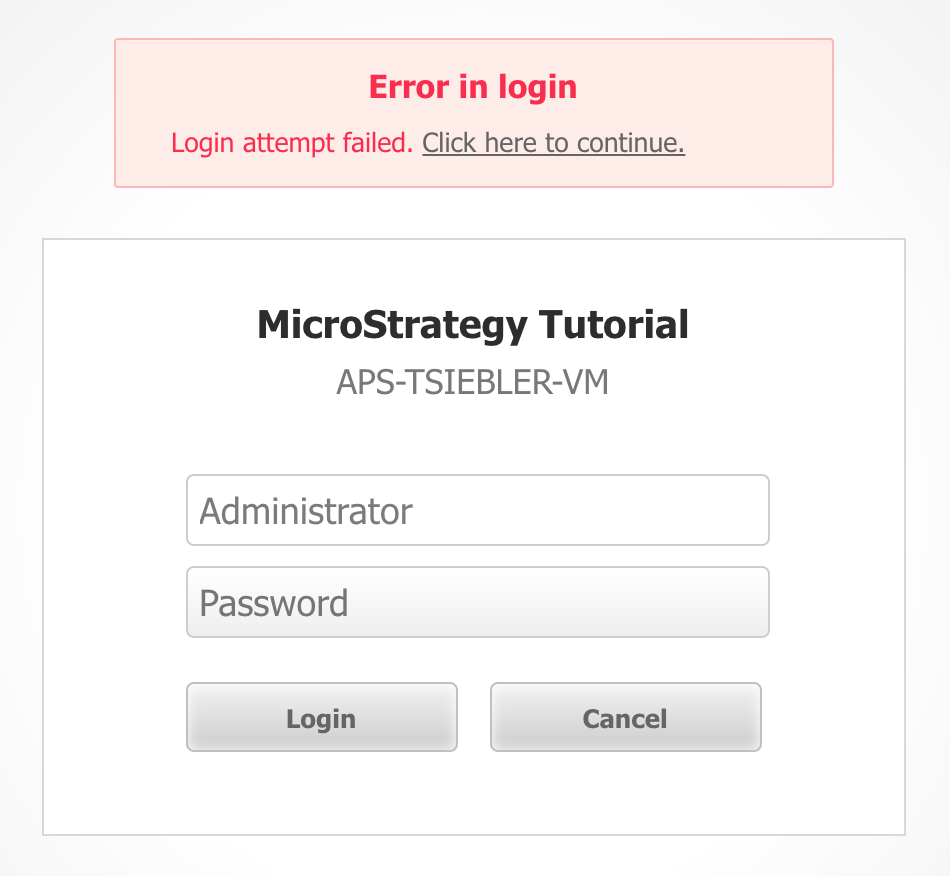 Error in login
Login attempt failed. Click here to continue.
MicroStrategy Tutorial
APS-TSIEBLER-VM
Administrator
Password
Login Cancel